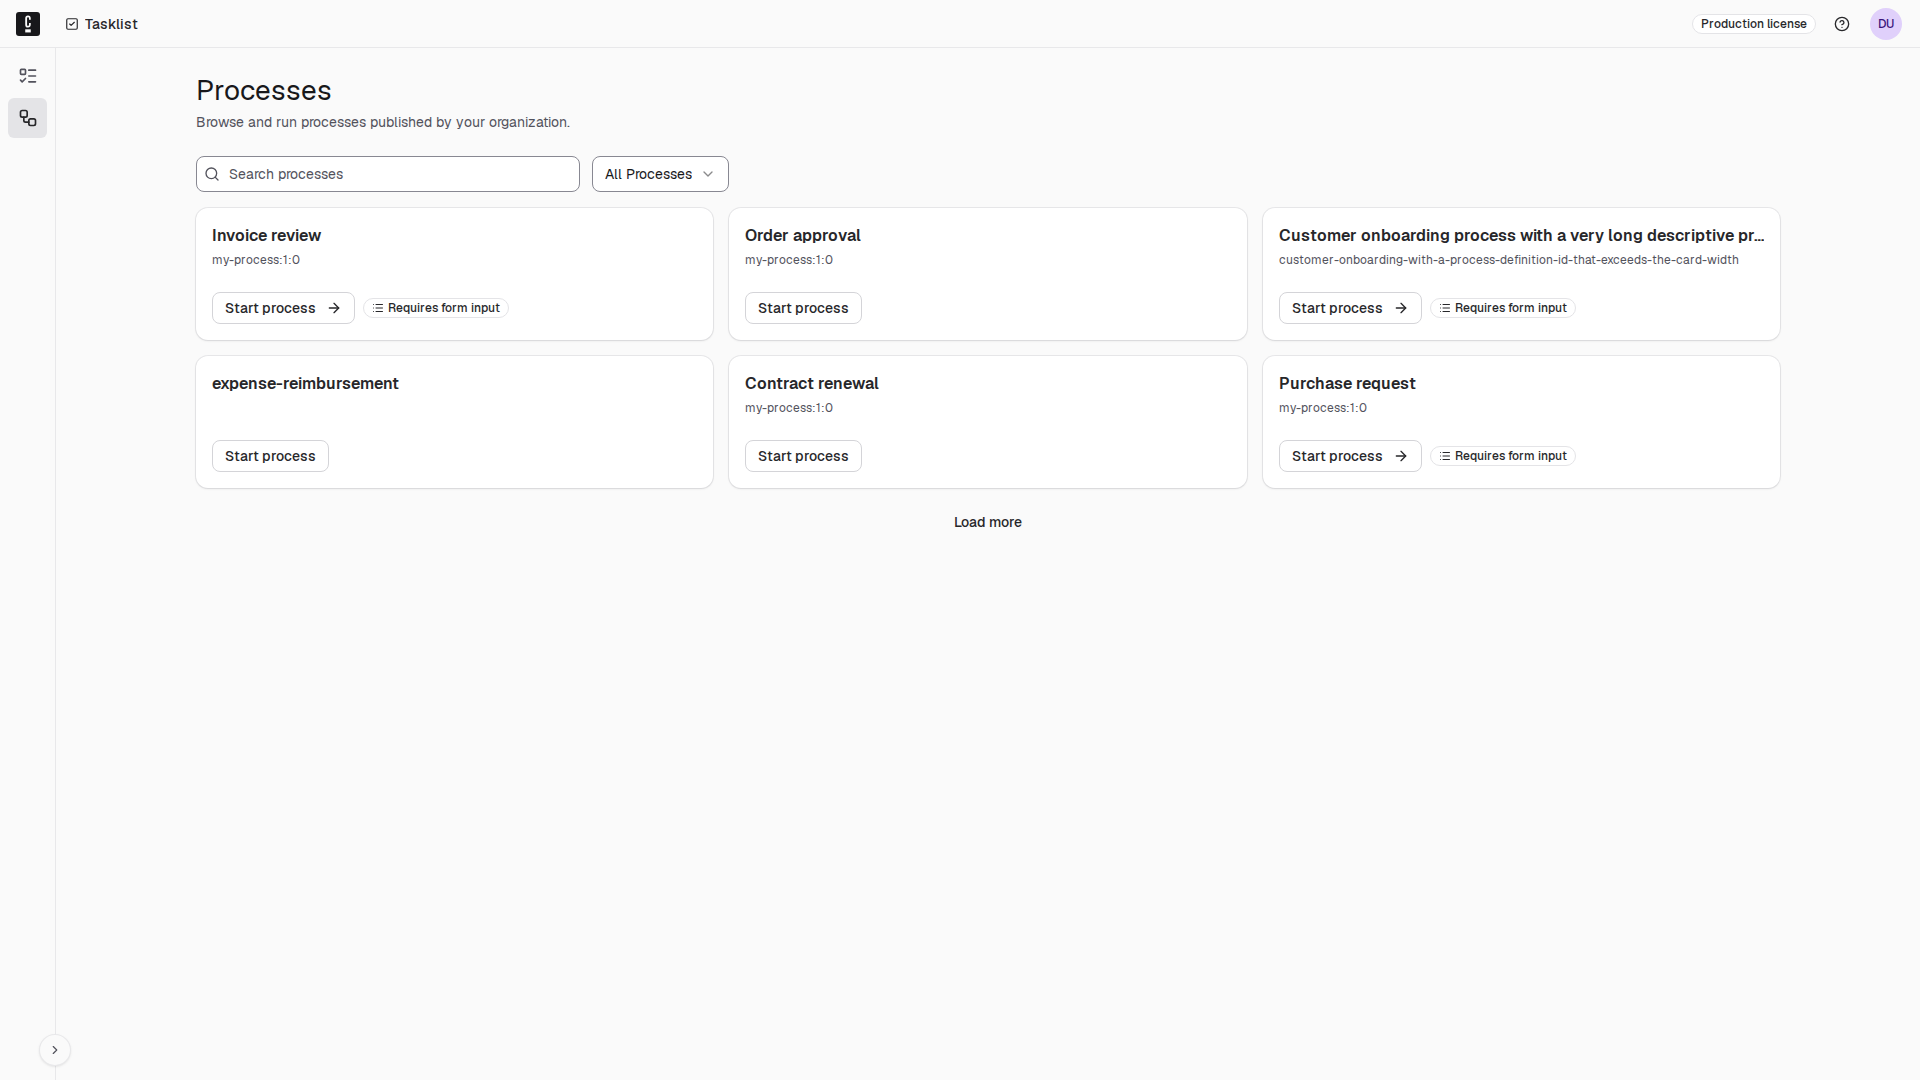 Tasklist
Production license
DU
Processes
Browse and run processes published by your organization.
Search processes
All Processes
Invoice review
my-process:1:0
Start process
Requires form input
Order approval
my-process:1:0
Start process
Customer onboarding process with a very long descriptive pr...
customer-onboarding-with-a-process-definition-id-that-exceeds-the-card-width
Start process
Requires form input
expense-reimbursement
Start process
Contract renewal
my-process:1:0
Start process
Purchase request
my-process:1:0
Start process
Requires form input
Load more